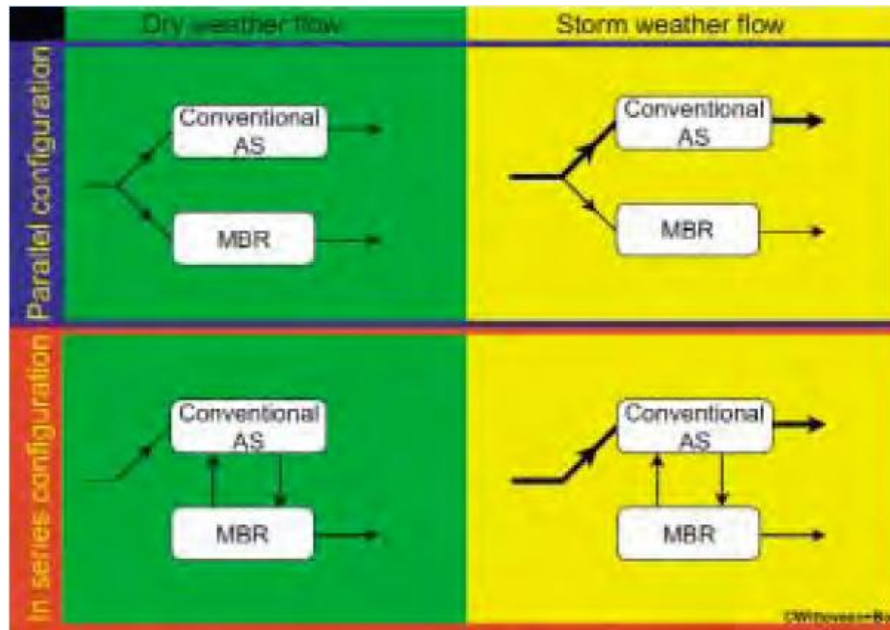 Dry weather flow
Storm weather flow
Parallel configuration
Conventional
AS
MBR
Conventional
AS
MBR
In series configuration
Conventional
AS
MBR
Conventional
AS
MBR